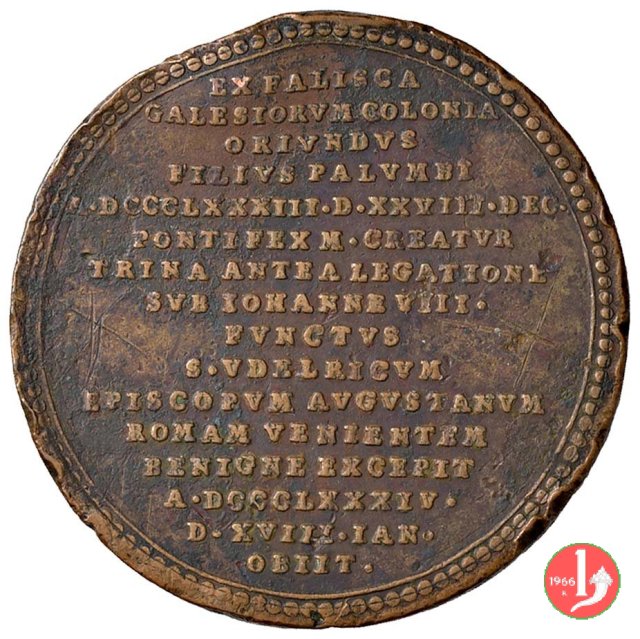 EX FALISCA
GALESIORVM COLONIA
ORIVNDVS
FILIVS PALVMBI
A·DCCCLXXXIII·D·XXVIII·DEC·
PONTIFEX M·CREATVR
TRINA ANTEA LEGATIONE
SVB IOHANNE VIII·
FVNCTVS
S·VDELRICVM
EPISCOPVM AVGVSTANVM
ROMAM VENIENTEM
BENIGNE EXCEPIT
A·DCCCLXXXIV·
D·XVIII·IAN·
OBIIT·
1966